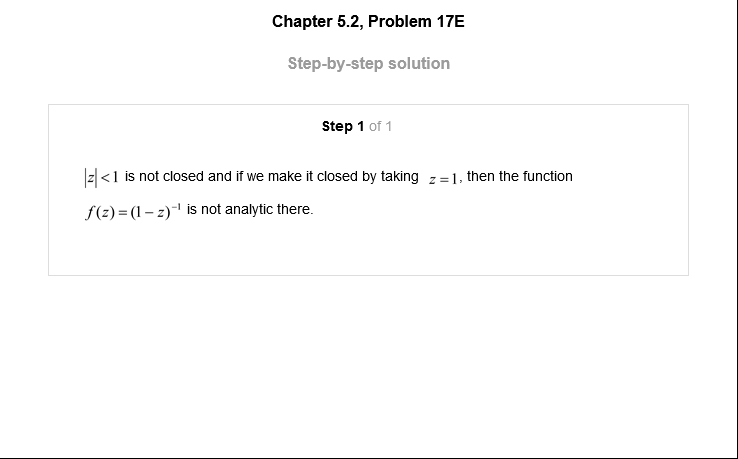 Chapter 5.2, Problem 17E
Step-by-step solution
Step 1 of 1
|z| < 1 is not closed and if we make it closed by taking z = 1, then the function
f(z) = (1 – z)⁻¹ is not analytic there.